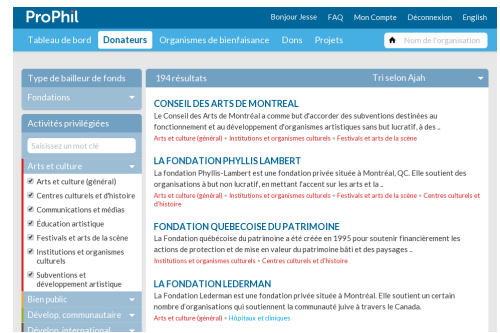 ProPhil
Bonjour Jesse FAQ Mon Compte Déconnexion English
Tableau de bord Donateurs Organismes de bienfaisance Dons Projets Nom de l'organisation
Type de bailleur de fonds
Fondations
Activités privilégiées
Saisissez un mot clé
Arts et culture
Arts et culture (général)
Centres culturels et d'histoire
Communications et médias
Éducation artistique
Festivals et arts de la scène
Institutions et organismes
culturels
Subventions et
développement artistique
Bien public
Dévelop. communautaire
Dévelop. international
194 résultats Tri selon Ajah
CONSEIL DES ARTS DE MONTREAL
Le Conseil des Arts de Montréal a comme but d'accorder des subventions destinées au
fonctionnement et au développement d'organismes artistiques sans but lucratif, à des ..
Arts et culture (général) • Institutions et organismes culturels • Festivals et arts de la scène
LA FONDATION PHYLLIS LAMBERT
La fondation Phyllis-Lambert est une fondation privée située à Montréal, QC. Elle soutient des
organisations à but non lucratif, en mettant l'accent sur les arts et la ..
Arts et culture (général) • Institutions et organismes culturels • Festivals et arts de la scène • Centres culturels et
d'histoire
FONDATION QUEBECOISE DU PATRIMOINE
La Fondation québécoise du patrimoine a été créée en 1995 pour soutenir financièrement les
actions de protection et de mise en valeur du patrimoine bâti et des paysages ..
Institutions et organismes culturels • Centres culturels et d'histoire
LA FONDATION LEDERMAN
La Fondation Lederman est une fondation privée située à Montréal. Elle soutient un certain
nombre d'organisations qui soutiennent la communauté juive à travers le Canada.
Arts et culture (général) • Hôpitaux et cliniques